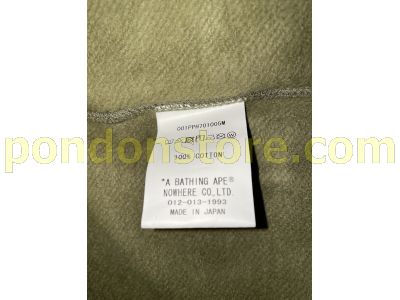 001PPH701006M
pondonstore.com
100% COTTON
"A BATHING APE®
NOWHERE CO.,LTD.
012-013-1993
MADE IN JAPAN